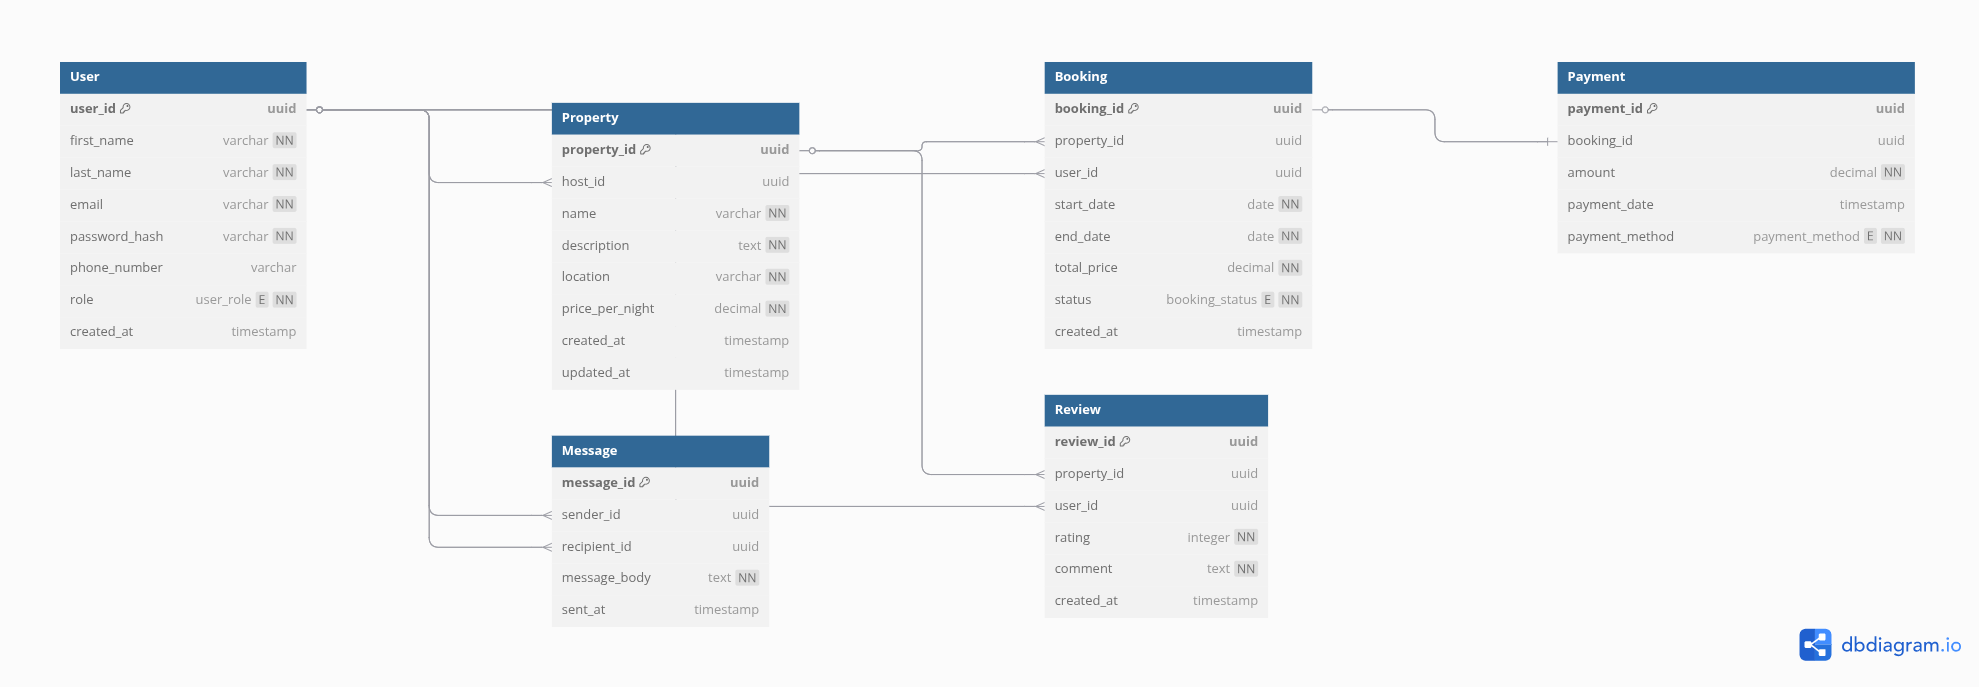 User
user_id uuid
first_name varchar NN
last_name varchar NN
email varchar NN
password_hash varchar NN
phone_number varchar
role user_role E NN
created_at timestamp
Property
property_id uuid
host_id uuid
name varchar NN
description text NN
location varchar NN
price_per_night decimal NN
created_at timestamp
updated_at timestamp
Message
message_id uuid
sender_id uuid
recipient_id uuid
message_body text NN
sent_at timestamp
Booking
booking_id uuid
property_id uuid
user_id uuid
start_date date NN
end_date date NN
total_price decimal NN
status booking_status E NN
created_at timestamp
Review
review_id uuid
property_id uuid
user_id uuid
rating integer NN
comment text NN
created_at timestamp
Payment
payment_id uuid
booking_id uuid
amount decimal NN
payment_date timestamp
payment_method payment_method E NN
dbdiagram.io